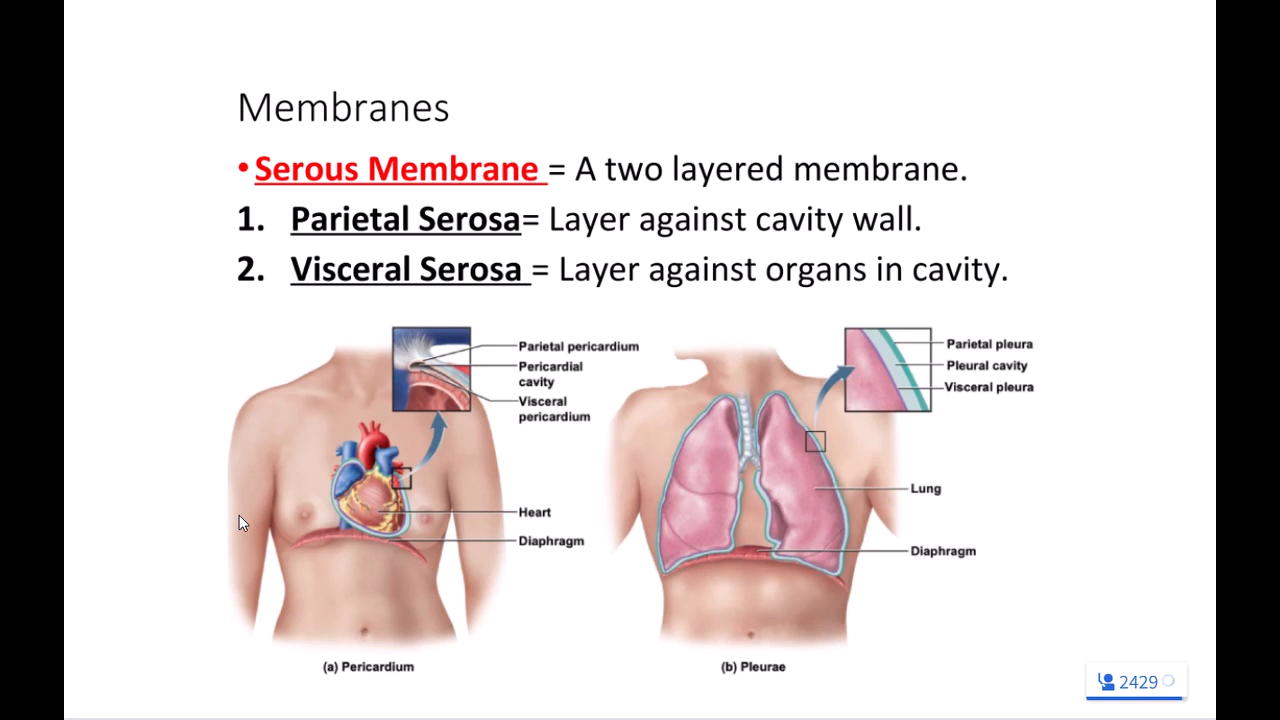 Membranes
• Serous Membrane = A two layered membrane.
1. Parietal Serosa= Layer against cavity wall.
2. Visceral Serosa = Layer against organs in cavity.
Parietal pericardium
Pericardial
cavity
Visceral
pericardium
Heart
Diaphragm
(a) Pericardium
Parietal pleura
Pleural cavity
Visceral pleura
Lung
Diaphragm
(b) Pleurae
2429